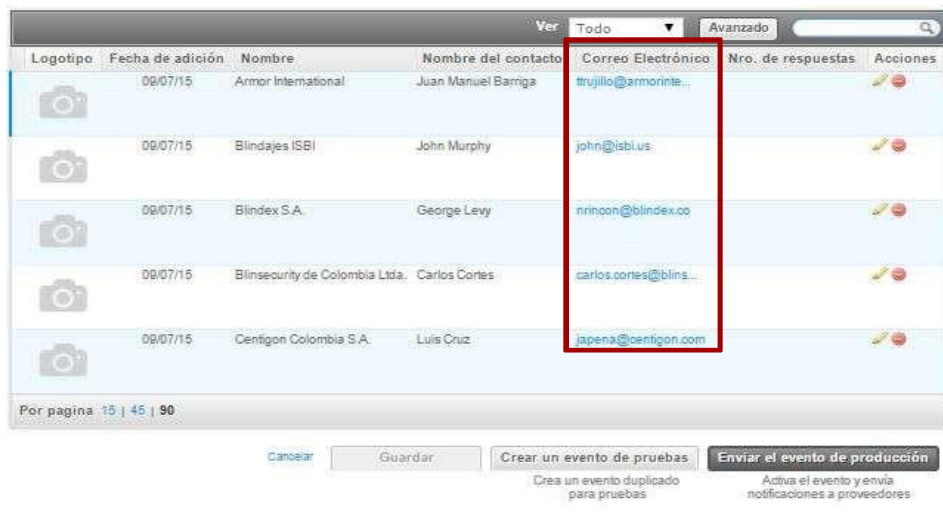 Ver Todo Avanzado
Logotipo Fecha de adición Nombre Nombre del contacto Correo Electrónico Nro. de respuestas Acciones
09/07/15 Armor International Juan Manuel Barriga ttrujillo@armorinte...
09/07/15 Blindajes ISBI John Murphy john@isbi.us
09/07/15 Blindex S.A. George Levy nrincon@blindex.co
09/07/15 Blinsecurity de Colombia Ltda. Carlos Cortes carlos.cortes@blins...
09/07/15 Centigon Colombia S.A. Luis Cruz japena@centigon.com
Por pagina 15 | 45 | 90
Cancelar Guardar Crear un evento de pruebas Enviar el evento de producción
Crea un evento duplicado para pruebas
Activa el evento y envía notificaciones a proveedores